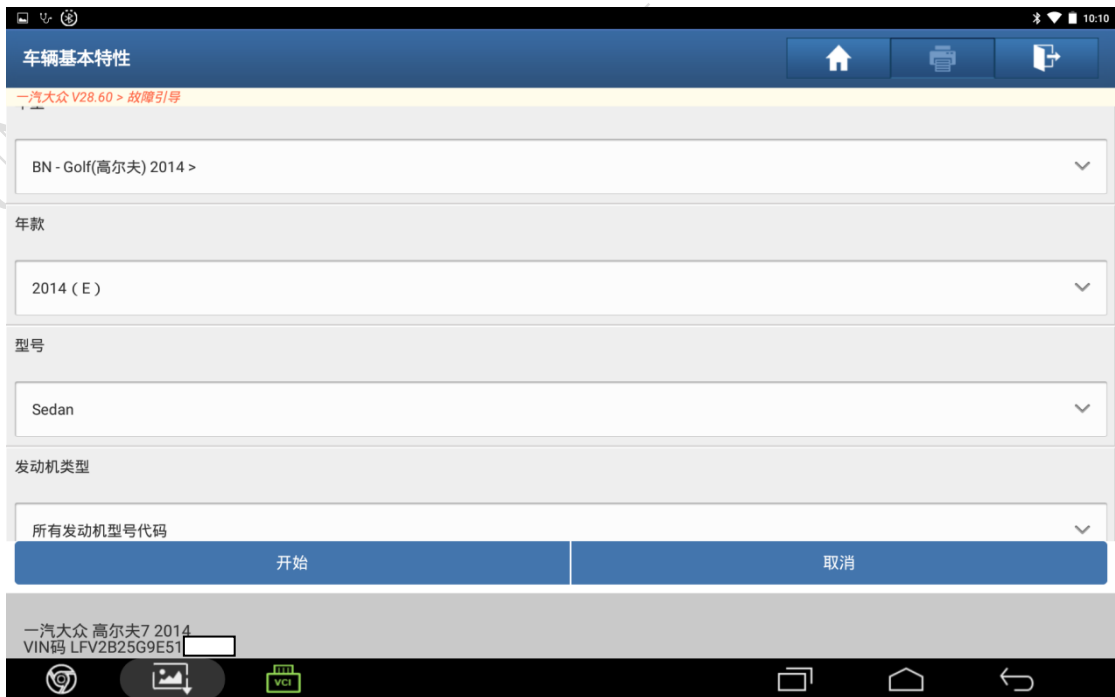 10:10
车辆基本特性
一汽大众 V28.60 > 故障引导
BN - Golf(高尔夫) 2014 >
年款
2014 ( E )
型号
Sedan
发动机类型
所有发动机型号代码
开始
取消
一汽大众 高尔夫7 2014
VIN码 LFV2B25G9E51
VCI